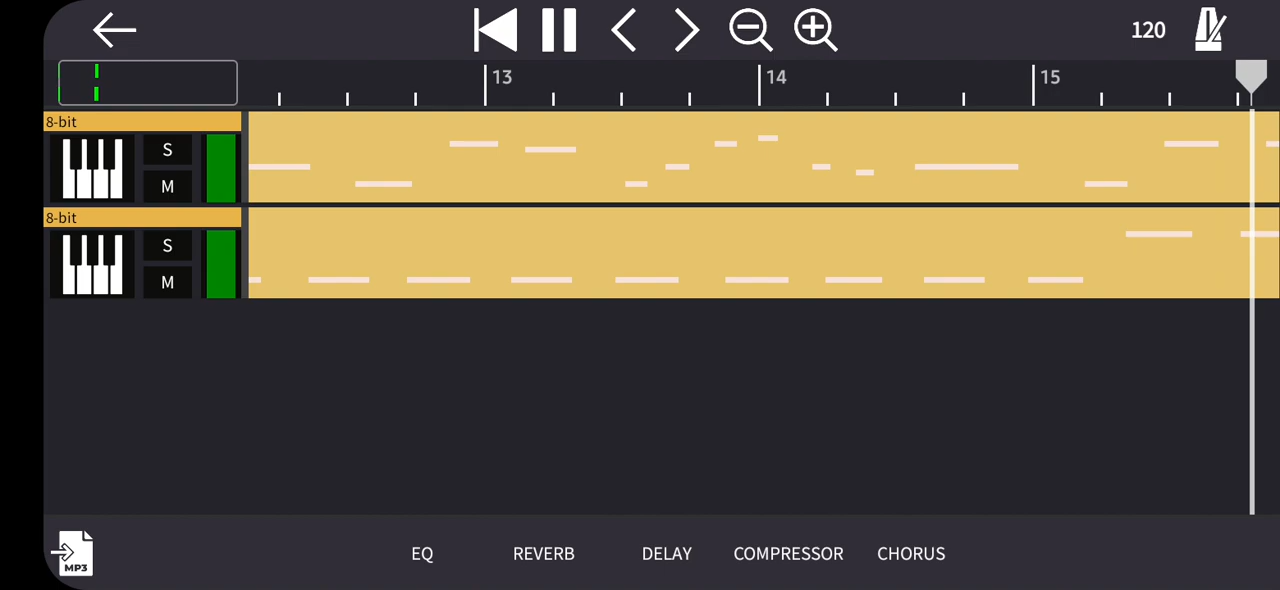 120
13 14 15
8-bit
S
M
8-bit
S
M
MP3 EQ REVERB DELAY COMPRESSOR CHORUS